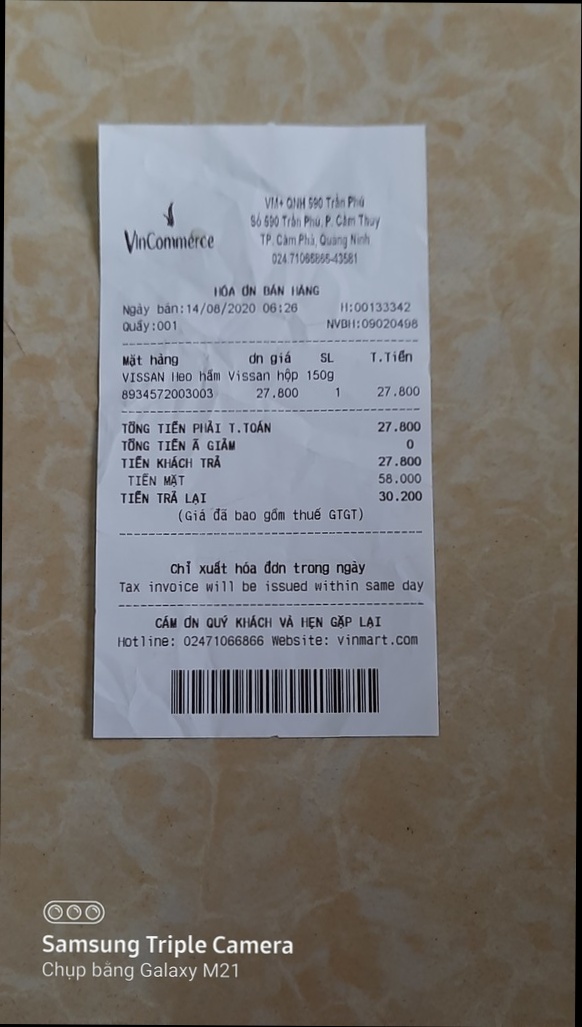 VinCommerce
VM+ QNH 590 Trần Phú
Số 590 Trần Phú, P. Cẩm Thủy
TP. Cẩm Phả, Quảng Ninh
024.71066866-43581
HÓA ĐƠN BÁN HÀNG
Ngày bán:14/08/2020 06:26 H:00133342
Quầy:001 NVBH:09020498
Mặt hàng đn giá SL T.Tiền
VISSAN Heo hầm Vissan hộp 150g
8934572003003 27.800 1 27.800
TỔNG TIỀN PHẢI T.TOÁN 27.800
TỔNG TIỀN Ã GIẢM 0
TIỀN KHÁCH TRẢ 27.800
TIỀN MẶT 58.000
TIỀN TRẢ LẠI 30.200
(Giá đã bao gồm thuế GTGT)
Chỉ xuất hóa đơn trong ngày
Tax invoice will be issued within same day
CẢM ƠN QUÝ KHÁCH VÀ HẸN GẶP LẠI
Hotline: 02471066866 Website: vinmart.com
Samsung Triple Camera
Chụp bằng Galaxy M21